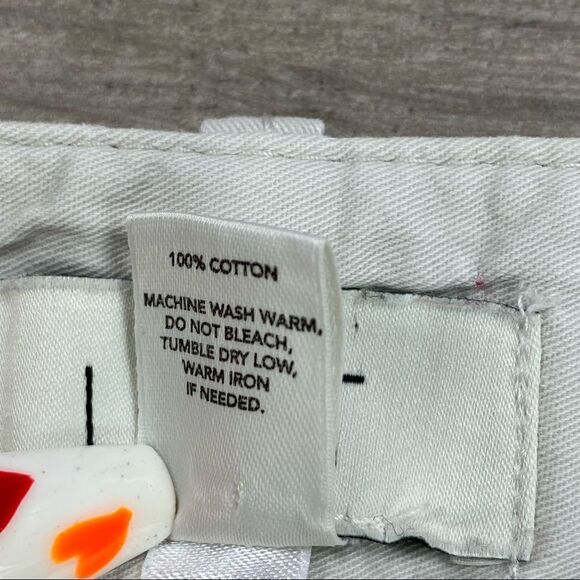 100% COTTON
MACHINE WASH WARM,
DO NOT BLEACH,
TUMBLE DRY LOW,
WARM IRON
IF NEEDED.